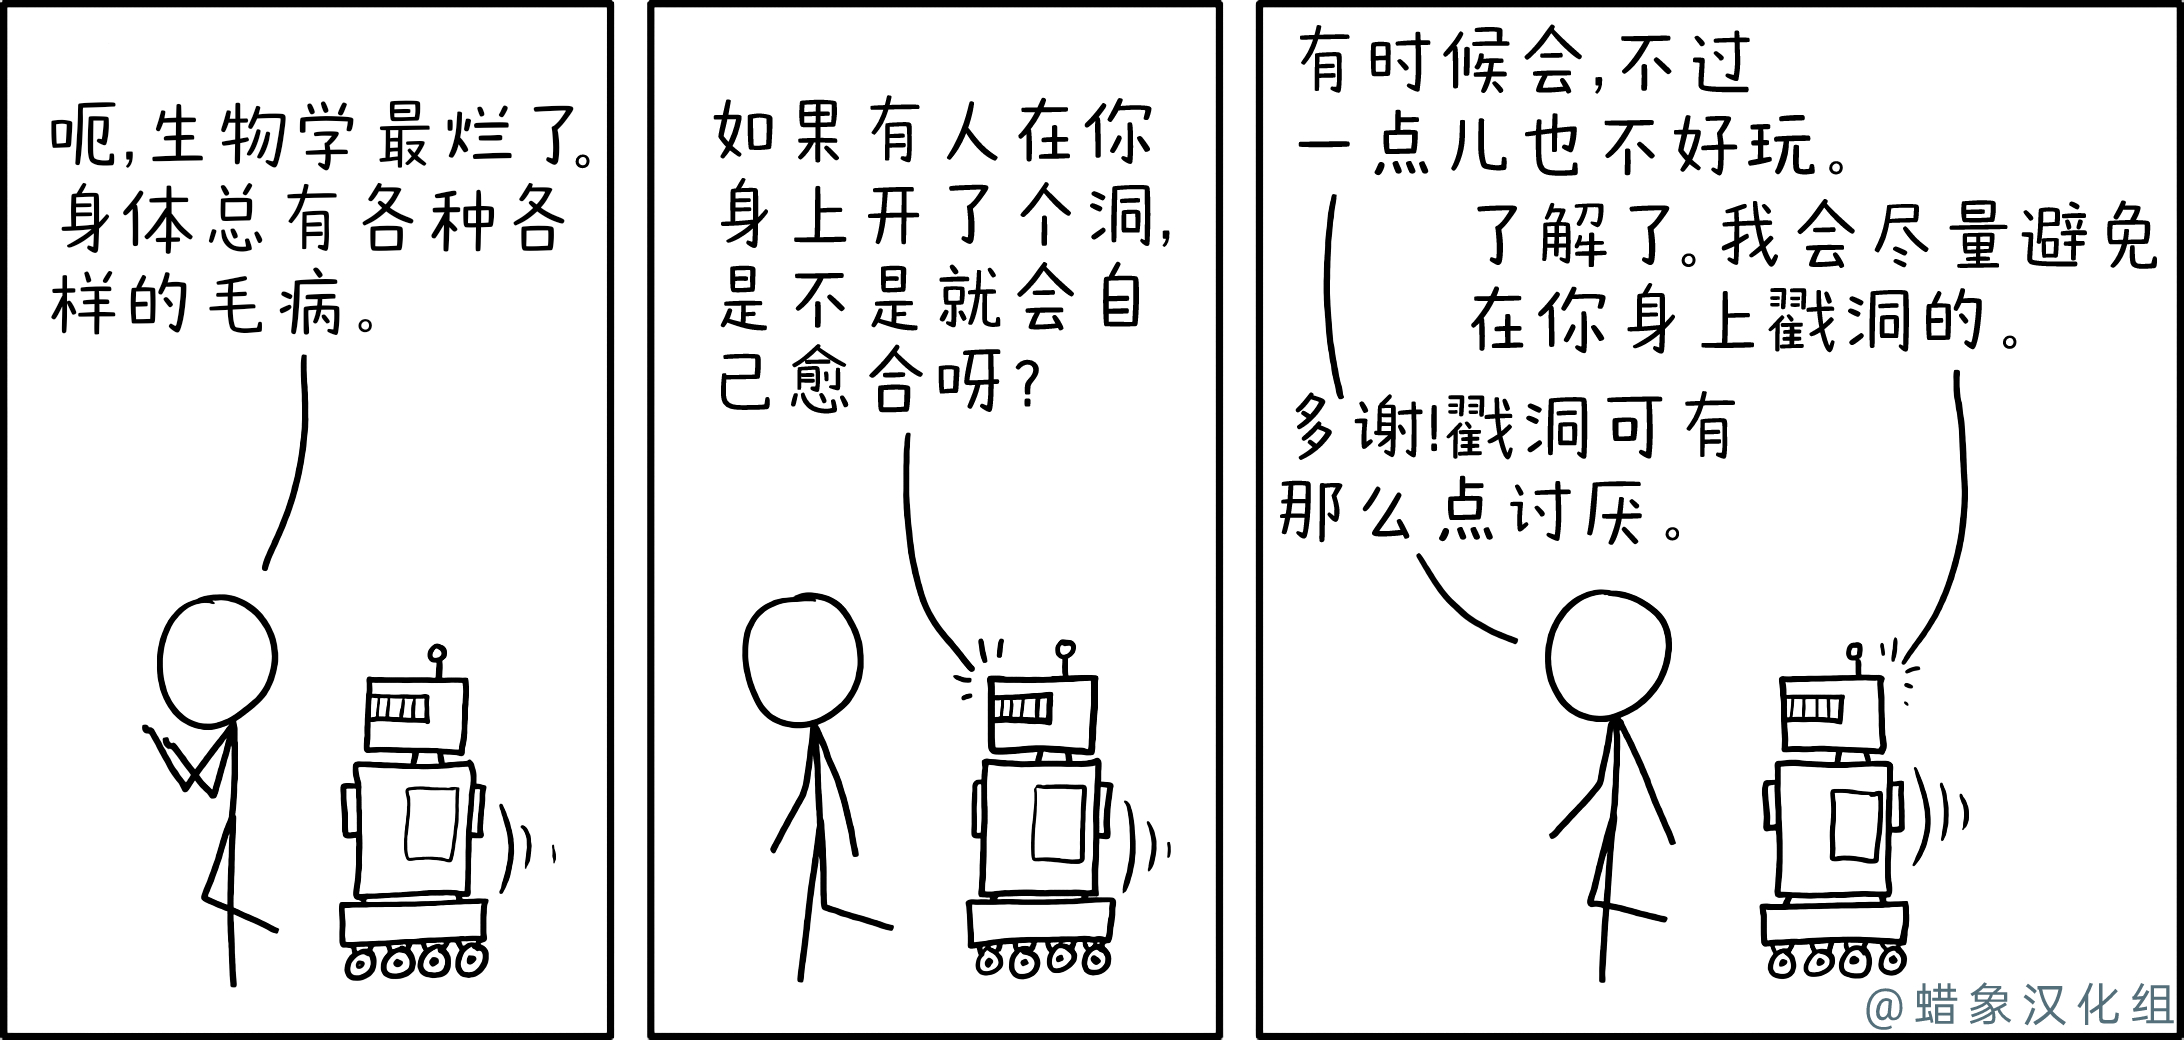 呃,生物学最烂了。
身体总有各种各
样的毛病。
如果有人在你
身上开了个洞,
是不是就会自
己愈合呀?
有时候会,不过
一点儿也不好玩。
了解了。我会尽量避免
在你身上戳洞的。
多谢!戳洞可有
那么点讨厌。
@蜡象汉化组